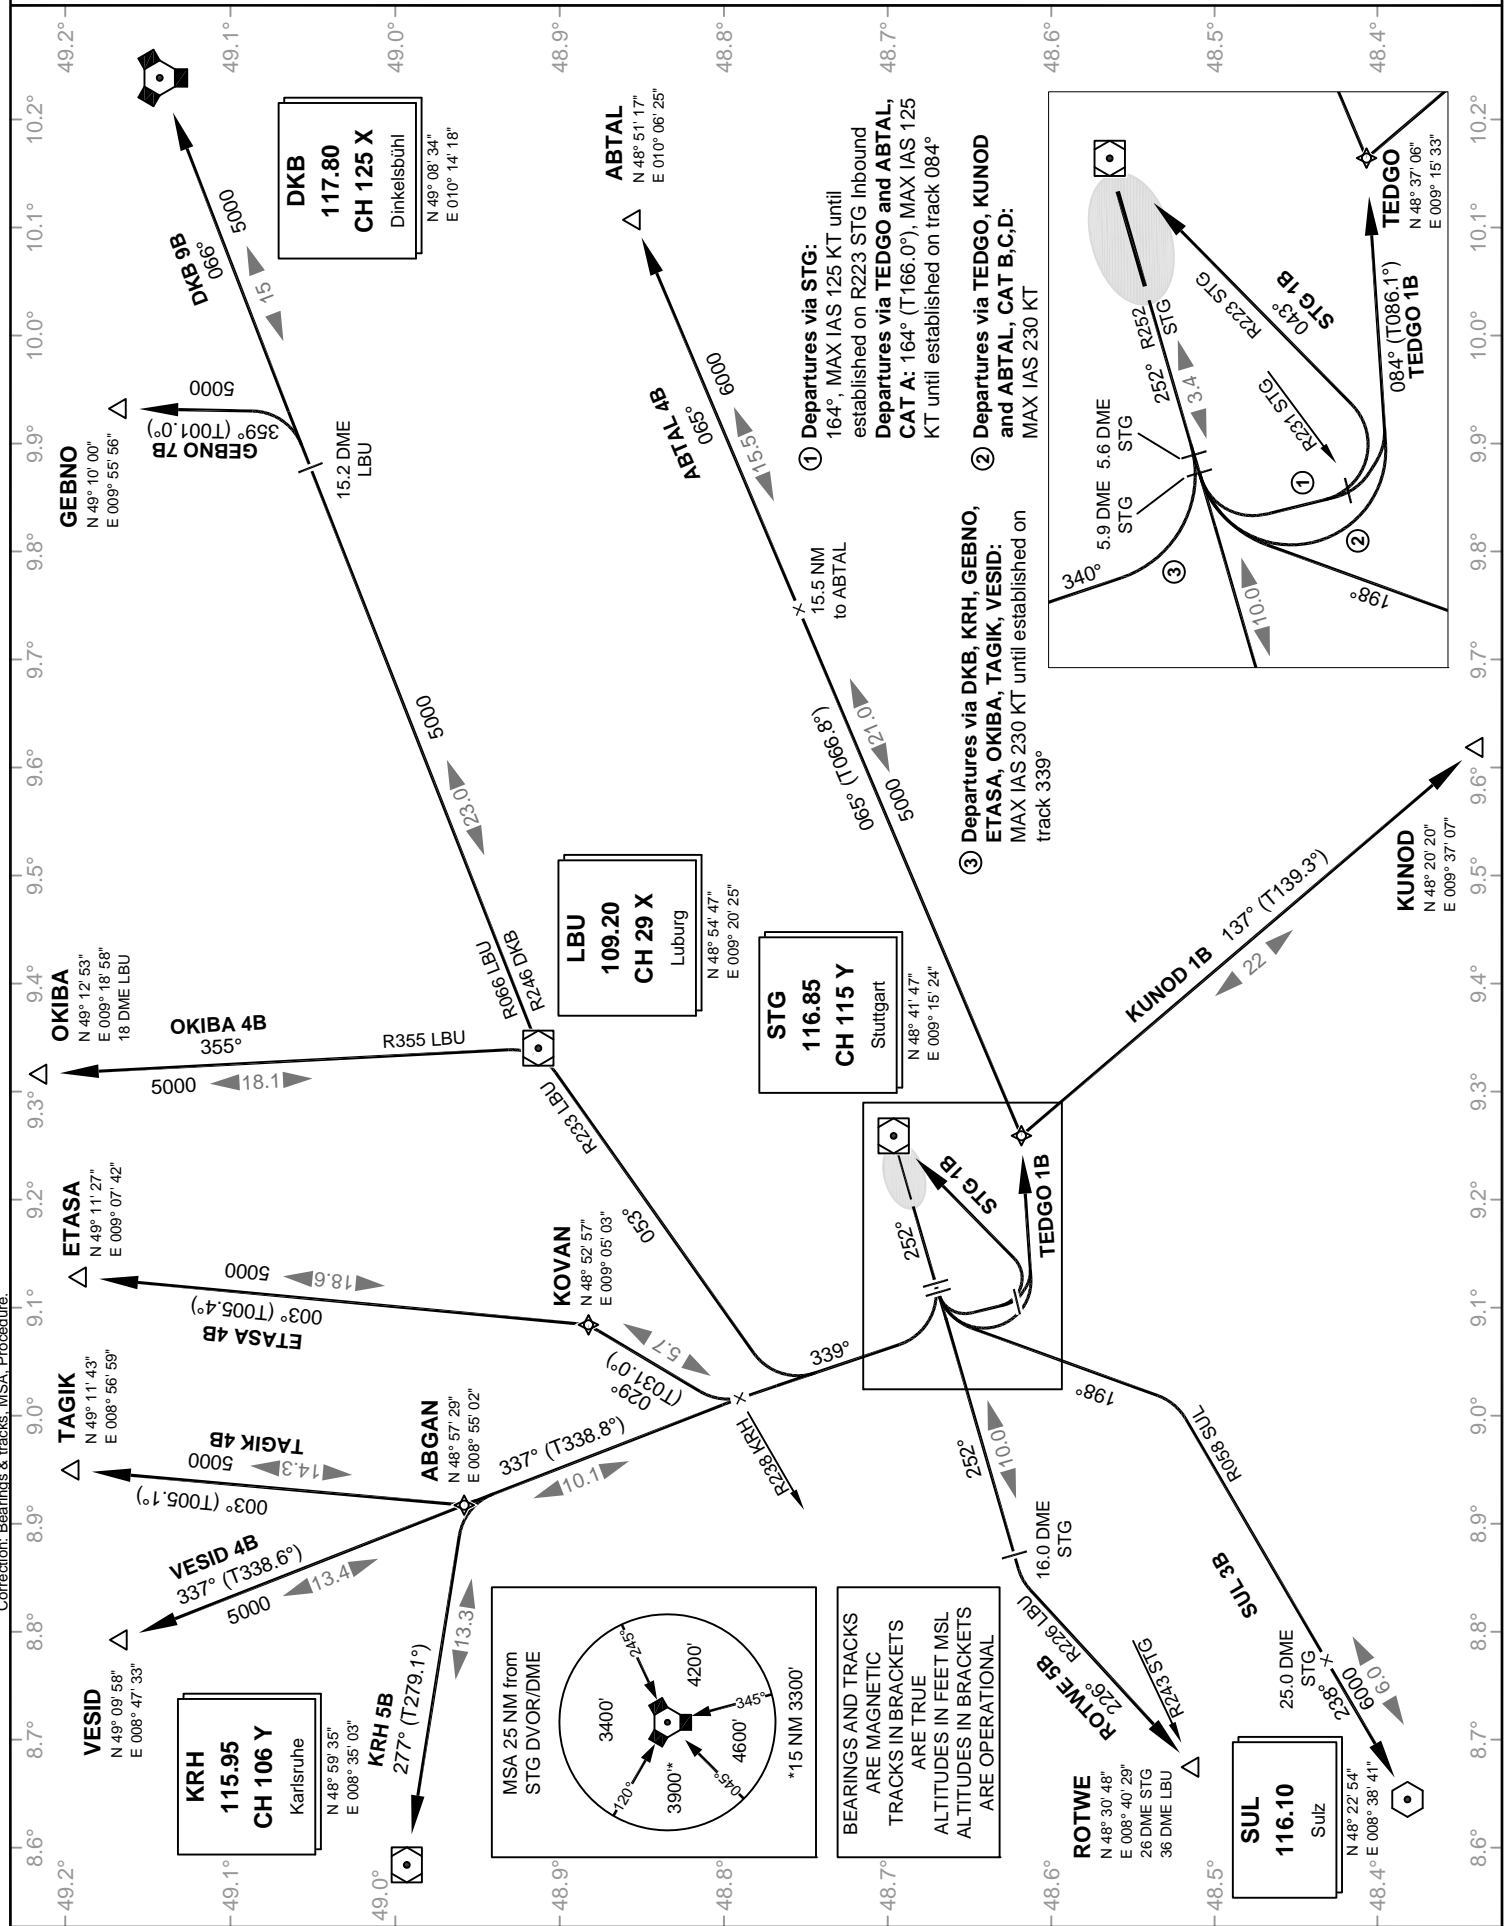 Correction: Bearings & tracks, MSA, Procedure.
49.2°
49.1°
49.0°
48.9°
48.8°
48.7°
48.6°
48.5°
48.4°
8.6°
8.7°
8.8°
8.9°
9.0°
9.1°
9.2°
9.3°
9.4°
9.5°
9.6°
9.7°
9.8°
9.9°
10.0°
10.1°
10.2°
VESID
N 49° 09' 58"
E 008° 47' 33"
TAGIK
N 49° 11' 43"
E 008° 56' 59"
ETASA
N 49° 11' 27"
E 009° 07' 42"
OKIBA
N 49° 12' 53"
E 009° 18' 58"
18 DME LBU
GEBNO
N 49° 10' 00"
E 009° 55' 56"
DKB
117.80
CH 125 X
Dinkelsbühl
N 49° 08' 34"
E 010° 14' 18"
DKB 9B
066°
5000
15
GEBNO 7B
359° (T001.0°)
5000
15.2 DME
LBU
5000
23.0
R066 LBU
R246 DKB
OKIBA 4B
355°
R355 LBU
5000
18.1
ETASA 4B
003° (T005.4°)
5000
18.6
TAGIK 4B
003° (T005.1°)
5000
14.3
VESID 4B
337° (T338.6°)
5000
13.4
KRH
115.95
CH 106 Y
Karlsruhe
N 48° 59' 35"
E 008° 35' 03"
KRH 5B
277° (T279.1°)
13.3
ABGAN
N 48° 57' 29"
E 008° 55' 02"
337° (T338.8°)
10.1
KOVAN
N 48° 52' 57"
E 009° 05' 03"
029°
(T031.0°)
5.7
R238 KRH
339°
053°
R233 LBU
LBU
109.20
CH 29 X
Luburg
N 48° 54' 47"
E 009° 20' 25"
STG
116.85
CH 115 Y
Stuttgart
N 48° 41' 47"
E 009° 15' 24"
ABTAL
N 48° 51' 17"
E 010° 06' 25"
ABTAL 4B
065°
6000
15.5
15.5 NM
to ABTAL
065° (T066.8°)
5000
21.0
MSA 25 NM from
STG DVOR/DME
3400'
4200'
4600'
3900'*
120°
245°
345°
045°
*15 NM 3300'
BEARINGS AND TRACKS
ARE MAGNETIC
TRACKS IN BRACKETS
ARE TRUE
ALTITUDES IN FEET MSL
ALTITUDES IN BRACKETS
ARE OPERATIONAL
252°
STG 1B
TEDGO 1B
252°
10.0
198°
16.0 DME
STG
R226 LBU
ROTWE 5B
226°
R243 STG
ROTWE
N 48° 30' 48"
E 008° 40' 29"
26 DME STG
36 DME LBU
R058 SUL
SUL 3B
25.0 DME
STG
238°
6000
6.0
SUL
116.10
Sulz
N 48° 22' 54"
E 008° 38' 41"
KUNOD 1B
137° (T139.3°)
22
KUNOD
N 48° 20' 20"
E 009° 37' 07"
1 Departures via STG:
164°, MAX IAS 125 KT until
established on R223 STG Inbound
Departures via TEDGO and ABTAL,
CAT A: 164° (T166.0°), MAX IAS 125
KT until established on track 084°
2 Departures via TEDGO, KUNOD
and ABTAL, CAT B,C,D:
MAX IAS 230 KT
3 Departures via DKB, KRH, GEBNO,
ETASA, OKIBA, TAGIK, VESID:
MAX IAS 230 KT until established on
track 339°
340°
3
5.9 DME
STG
5.6 DME
STG
252°
R252
STG
3.4
10.0
198°
1
2
R231 STG
R223 STG
043°
STG 1B
084° (T086.1°)
TEDGO 1B
TEDGO
N 48° 37' 06"
E 009° 15' 33"